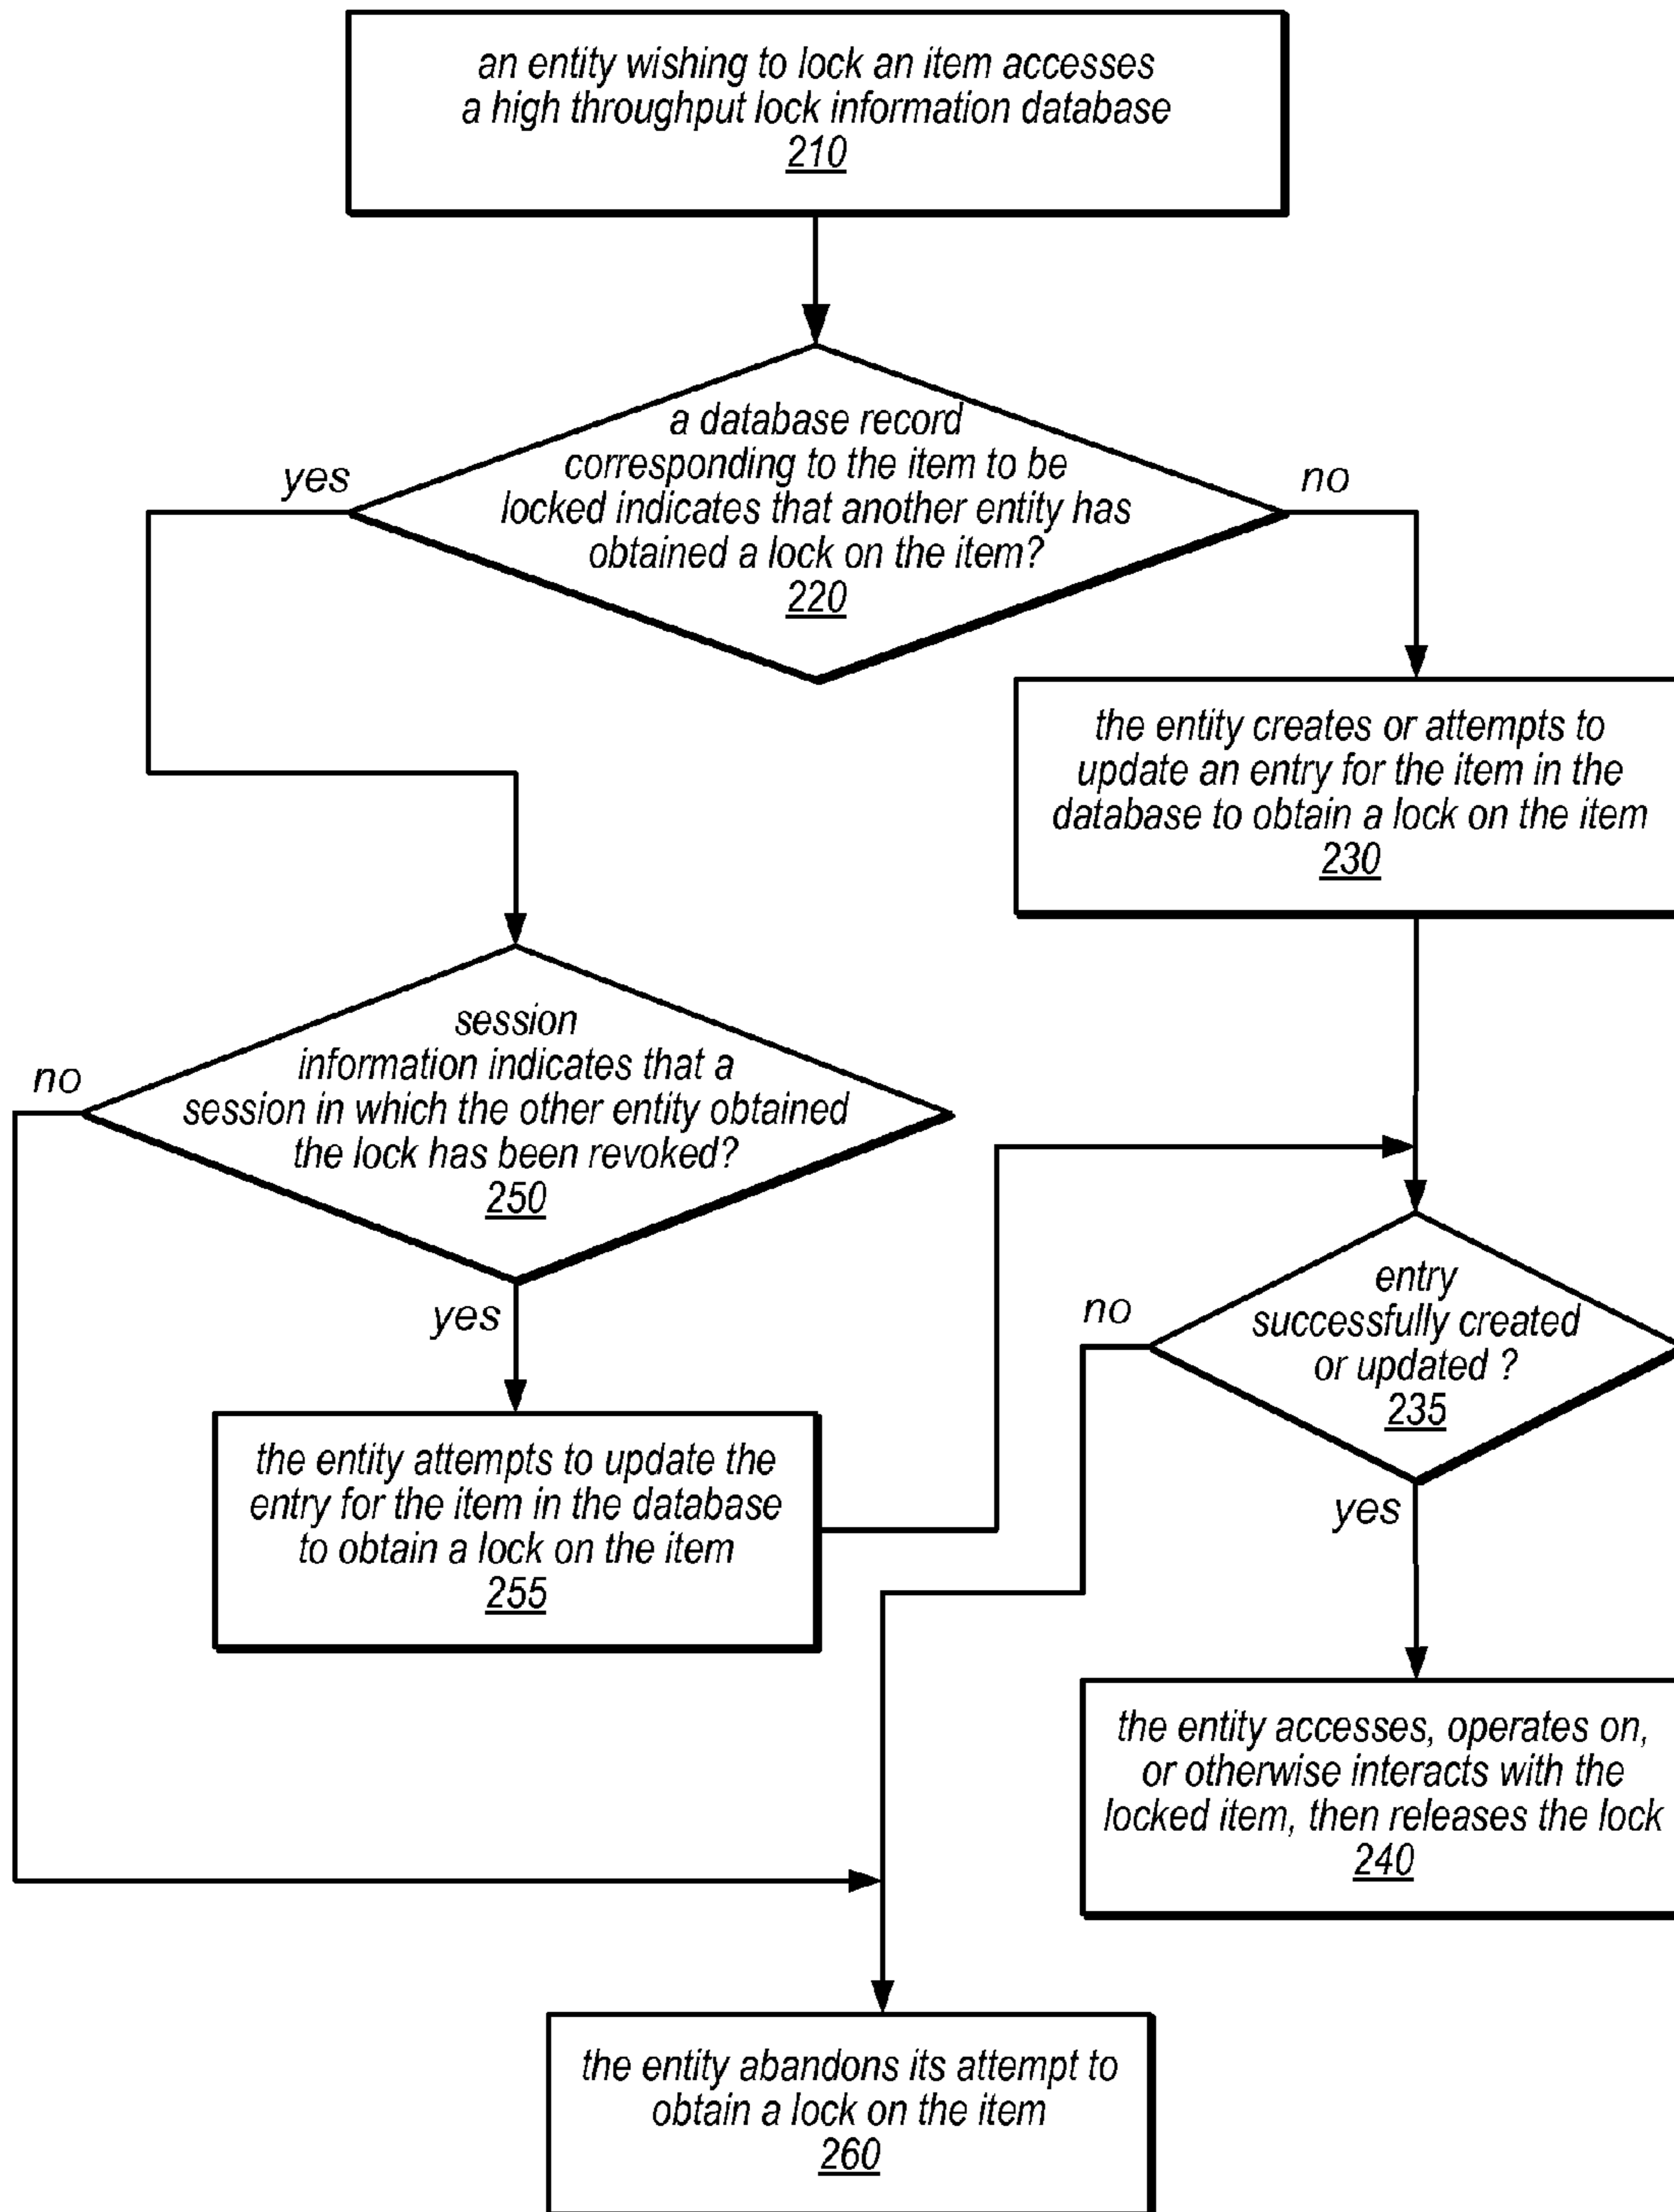 an entity wishing to lock an item accesses
a high throughput lock information database
210
a database record
corresponding to the item to be
locked indicates that another entity has
obtained a lock on the item?
220
yes
no
the entity creates or attempts to
update an entry for the item in the
database to obtain a lock on the item
230
session
information indicates that a
session in which the other entity obtained
the lock has been revoked?
250
no
yes
entry
successfully created
or updated ?
235
no
yes
the entity attempts to update the
entry for the item in the database
to obtain a lock on the item
255
the entity accesses, operates on,
or otherwise interacts with the
locked item, then releases the lock
240
the entity abandons its attempt to
obtain a lock on the item
260